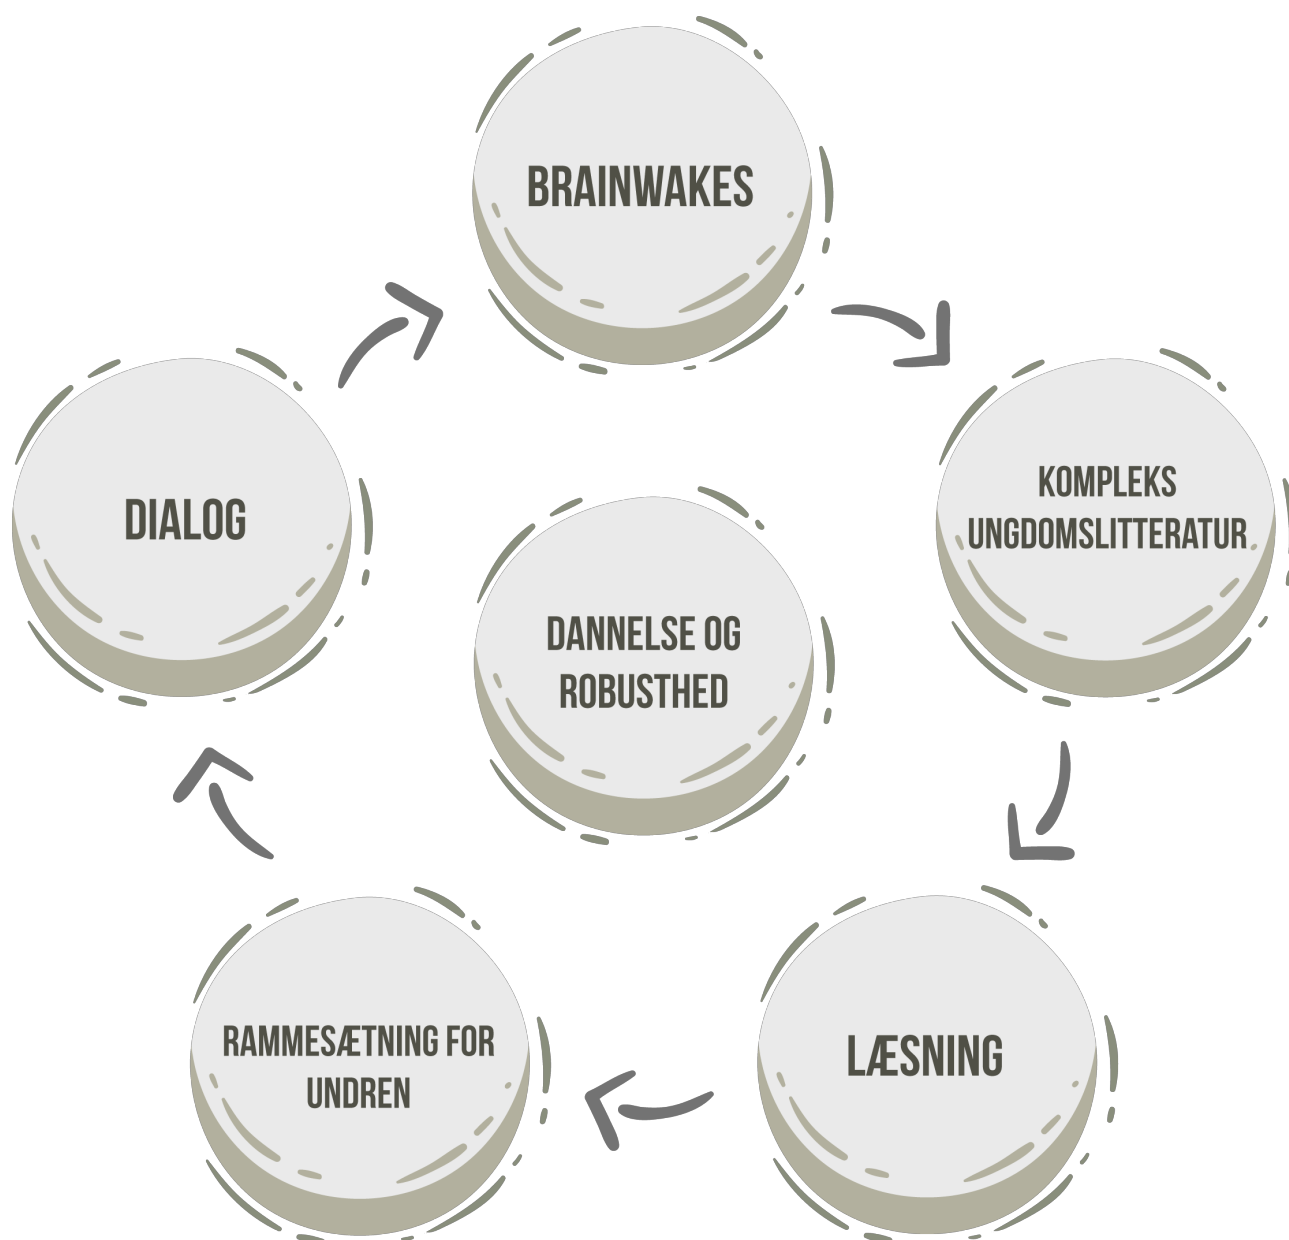 BRAINWAKES
KOMPLEKS
UNGDOMSLITTERATUR
DIALOG
DANNELSE OG
ROBUSTHED
RAMMESÆTNING FOR
UNDREN
LÆSNING